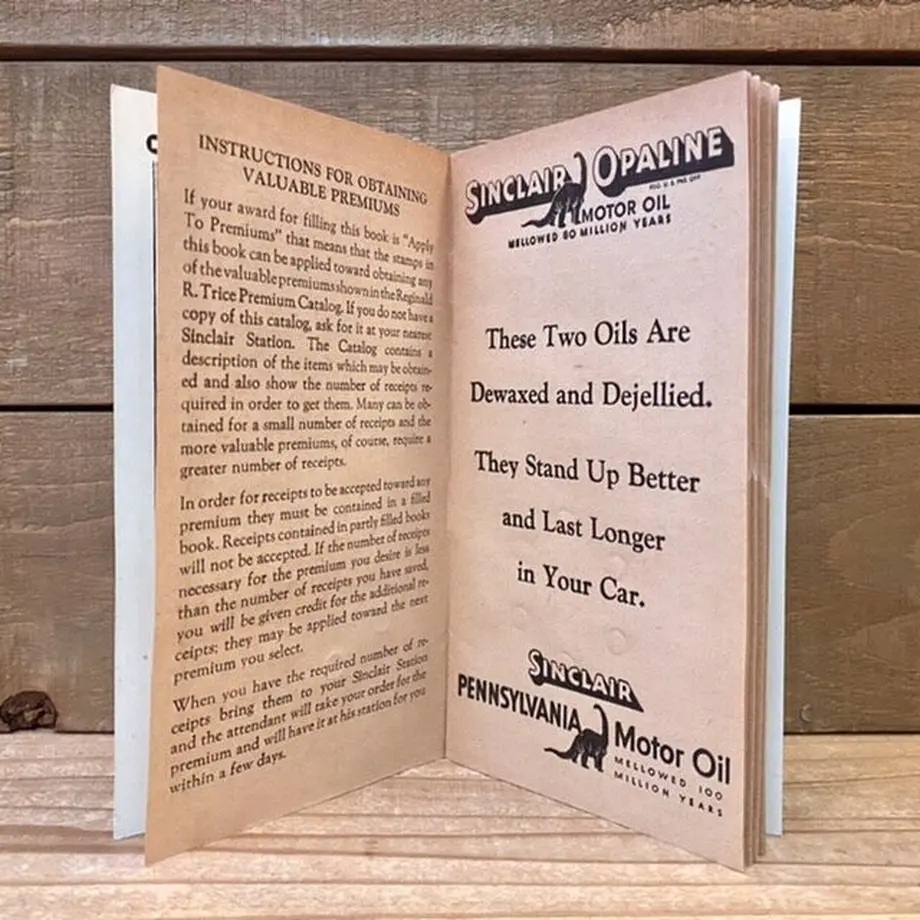 INSTRUCTIONS FOR OBTAINING
VALUABLE PREMIUMS
If your award for filling this book is "Apply
To Premiums" that means that the stamps in
this book can be applied toward obtaining any
of the valuable premiums shown in the Reginald
R. Trice Premium Catalog. If you do not have a
copy of this catalog, ask for it at your nearest
Sinclair Station. The Catalog contains a
description of the items which may be obtain-
ed and also show the number of receipts re-
quired in order to get them. Many can be ob-
tained for a small number of receipts and the
more valuable premiums, of course, require a
greater number of receipts.
In order for receipts to be accepted toward any
premium they must be contained in a filled
book. Receipts contained in partly filled books
will not be accepted. If the number of receipts
necessary for the premium you desire is less
than the number of receipts you have saved,
you will be given credit for the additional re-
ceipts; they may be applied toward the next
premium you select.
When you have the required number of re-
ceipts bring them to your Sinclair Station
and the attendant will take your order for the
premium and will have it at his station for you
within a few days.
SINCLAIR OPALINE
REG. U. S. PAT. OFF.
MOTOR OIL
MELLOWED 80 MILLION YEARS
These Two Oils Are
Dewaxed and Dejellied.
They Stand Up Better
and Last Longer
in Your Car.
SINCLAIR
PENNSYLVANIA Motor Oil
MELLOWED 100
MILLION YEARS